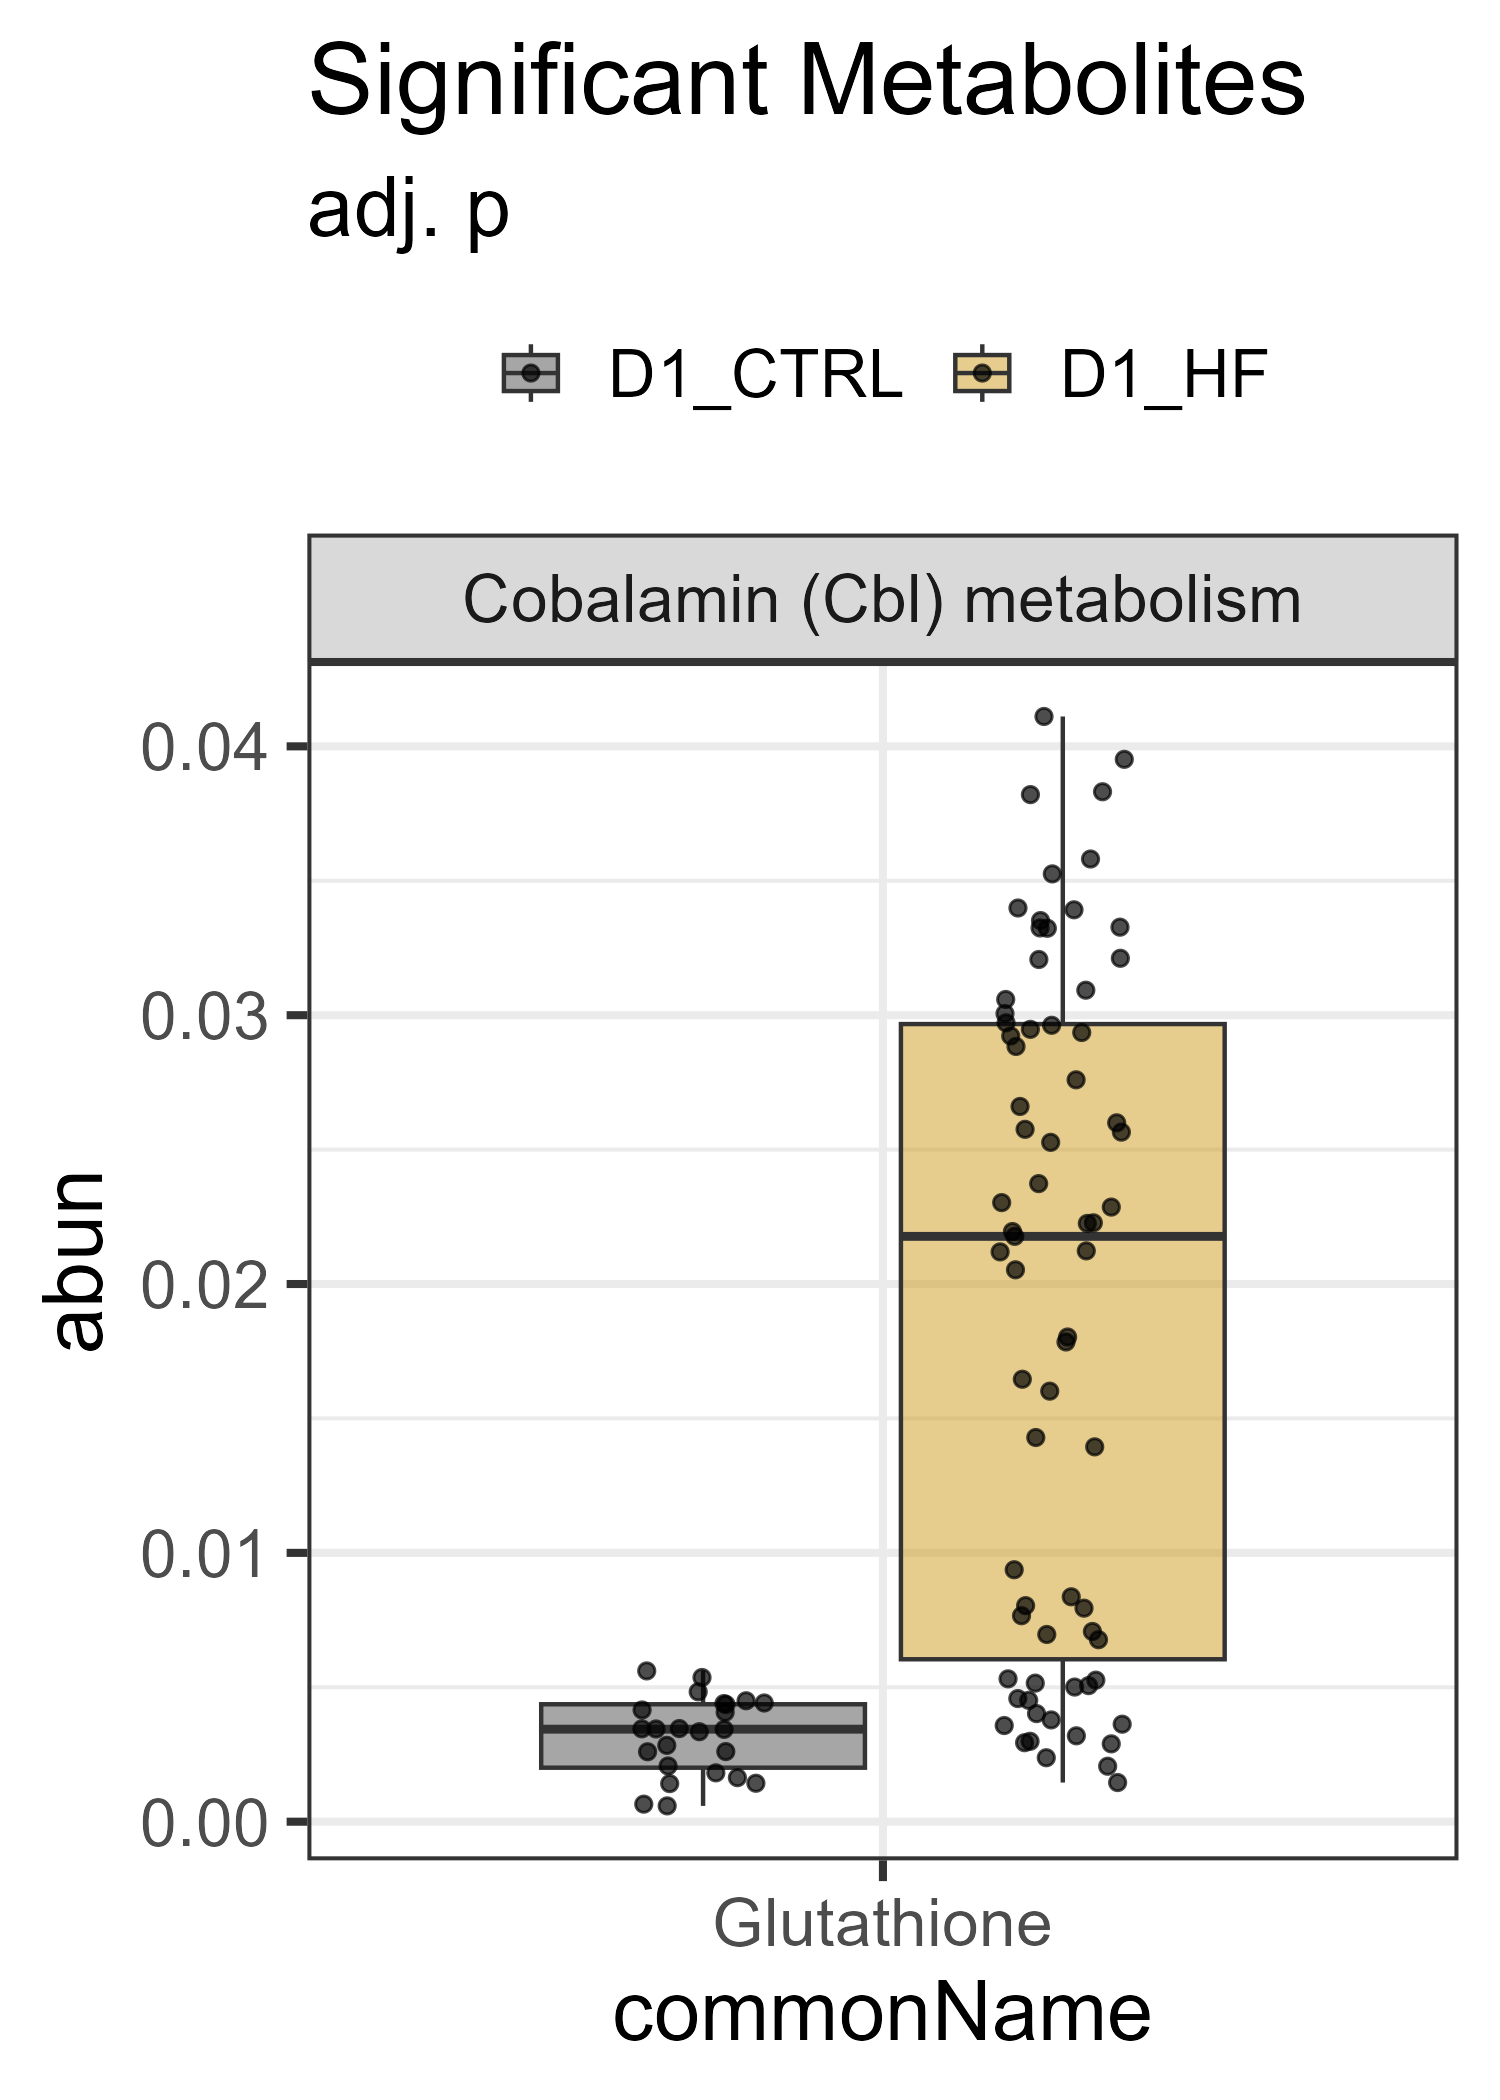 Significant Metabolites
adj. p
D1_CTRL D1_HF
Cobalamin (Cbl) metabolism
0.04
0.03
0.02
0.01
0.00
abun
Glutathione
commonName